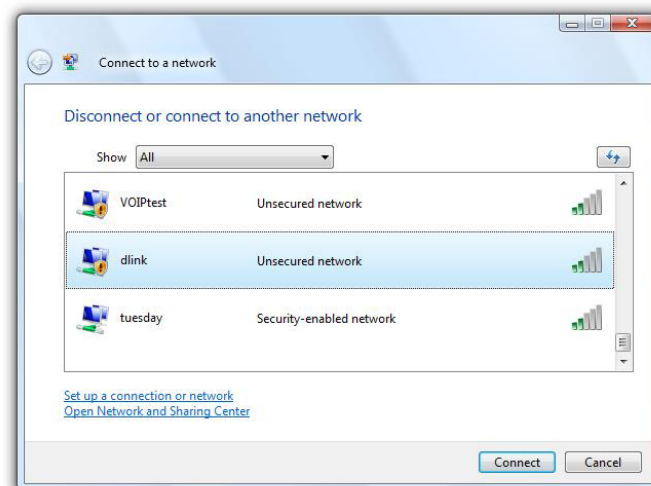 Connect to a network
Disconnect or connect to another network
Show All
VOIPtest Unsecured network
dlink Unsecured network
tuesday Security-enabled network
Set up a connection or network
Open Network and Sharing Center
Connect Cancel